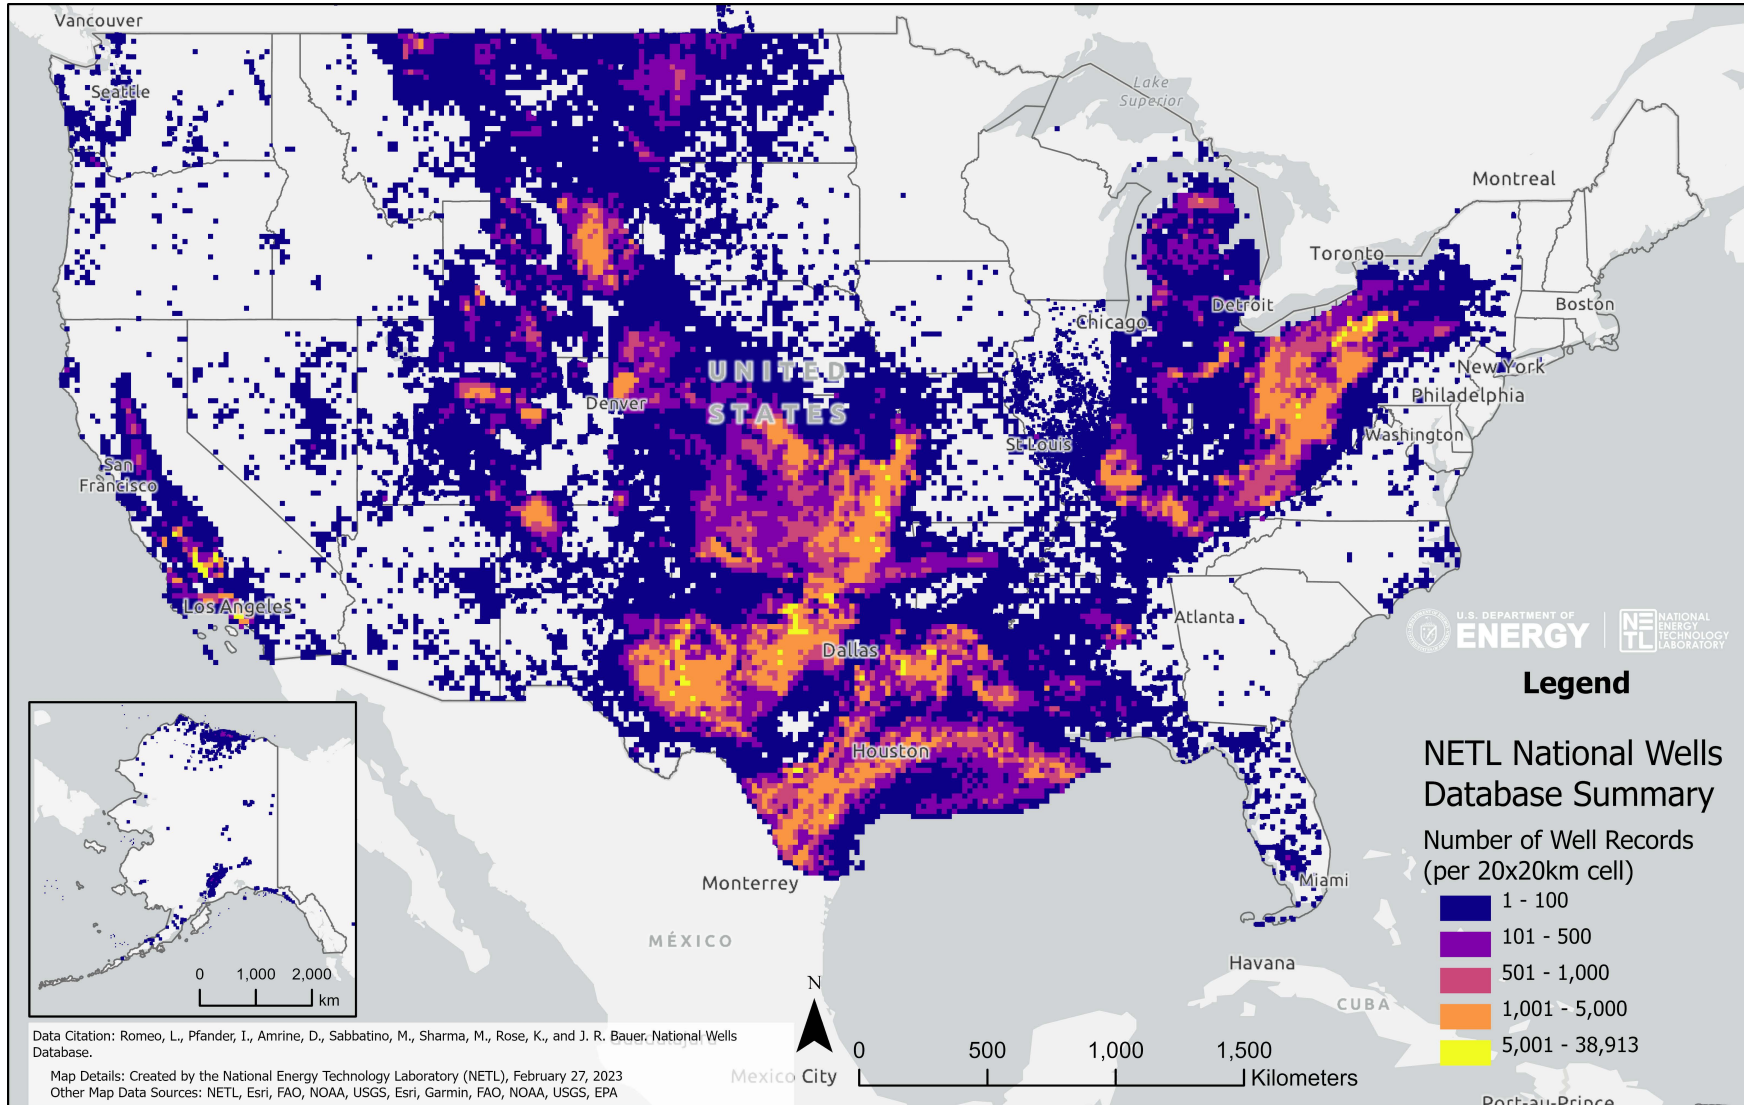 Vancouver
Seattle
Lake
Superior
Montreal
Toronto
Boston
Detroit
Chicago
New York
Philadelphia
Washington
UNITED
STATES
Denver
St Louis
San
Francisco
Los Angeles
Atlanta
Dallas
Houston
Monterrey
MÉXICO
Miami
Havana
CUBA
Guadalajara
Mexico City
Port-au-Prince
U.S. DEPARTMENT OF
ENERGY
NE
TL
NATIONAL
ENERGY
TECHNOLOGY
LABORATORY
Legend
NETL National Wells
Database Summary
Number of Well Records
(per 20x20km cell)
1 - 100
101 - 500
501 - 1,000
1,001 - 5,000
5,001 - 38,913
0 1,000 2,000
km
N
0 500 1,000 1,500
Kilometers
Data Citation: Romeo, L., Pfander, I., Amrine, D., Sabbatino, M., Sharma, M., Rose, K., and J. R. Bauer. National Wells
Database.
Map Details: Created by the National Energy Technology Laboratory (NETL), February 27, 2023
Other Map Data Sources: NETL, Esri, FAO, NOAA, USGS, Esri, Garmin, FAO, NOAA, USGS, EPA